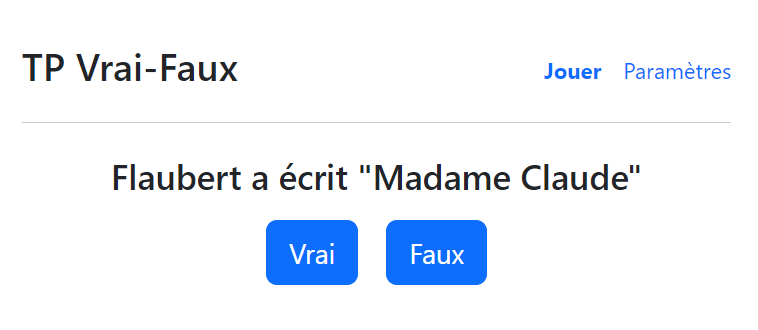 TP Vrai-Faux
Jouer Paramètres
Flaubert a écrit "Madame Claude"
Vrai Faux